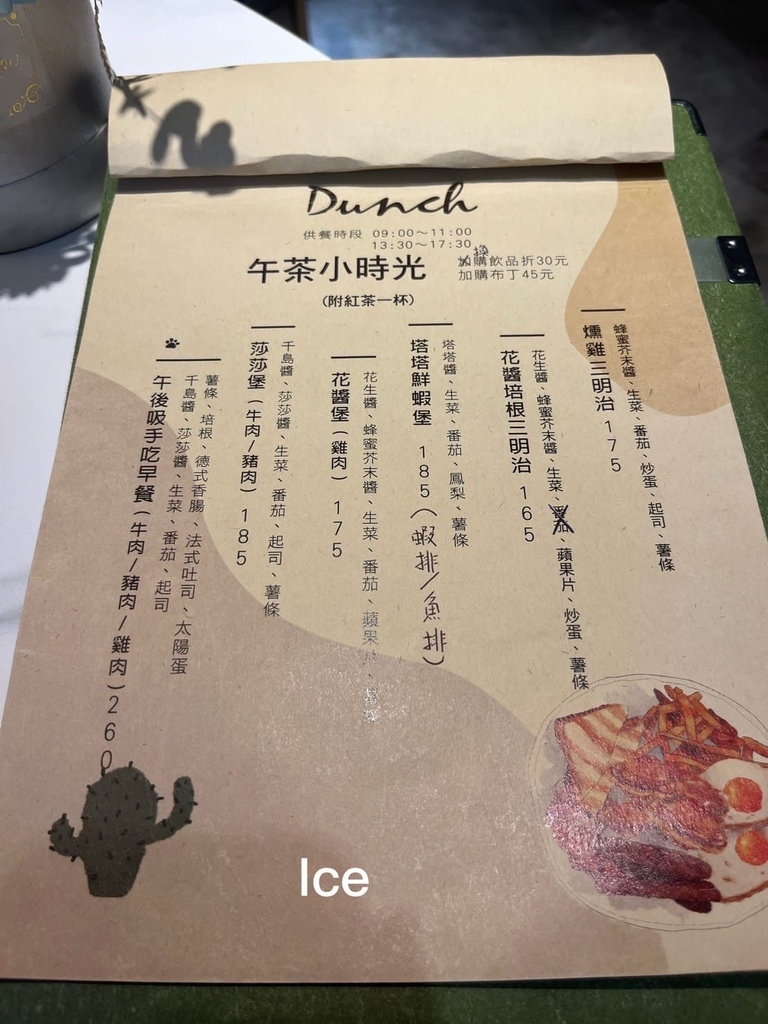 Dunch
供餐時段 09:00~11:00
13:30~17:30
午茶小時光
(附紅茶一杯)
換
加購飲品折30元
加購布丁45元
燻雞三明治 175
蜂蜜芥末醬、生菜、番茄、炒蛋、起司、薯條
花醬培根三明治 165
花生醬、蜂蜜芥末醬、生菜、番茄、蘋果片、炒蛋、薯條
塔塔鮮蝦堡 185(蝦排/魚排)
塔塔醬、生菜、番茄、鳳梨、薯條
花醬堡(雞肉) 175
花生醬、蜂蜜芥末醬、生菜、番茄、蘋果
莎莎堡(牛肉/豬肉) 185
千島醬、莎莎醬、生菜、番茄、起司、薯條
午後吸手吃早餐(牛肉/豬肉/雞肉)260
薯條、培根、德式香腸、法式吐司、太陽蛋
千島醬、莎莎醬、生菜、番茄、起司
Ice